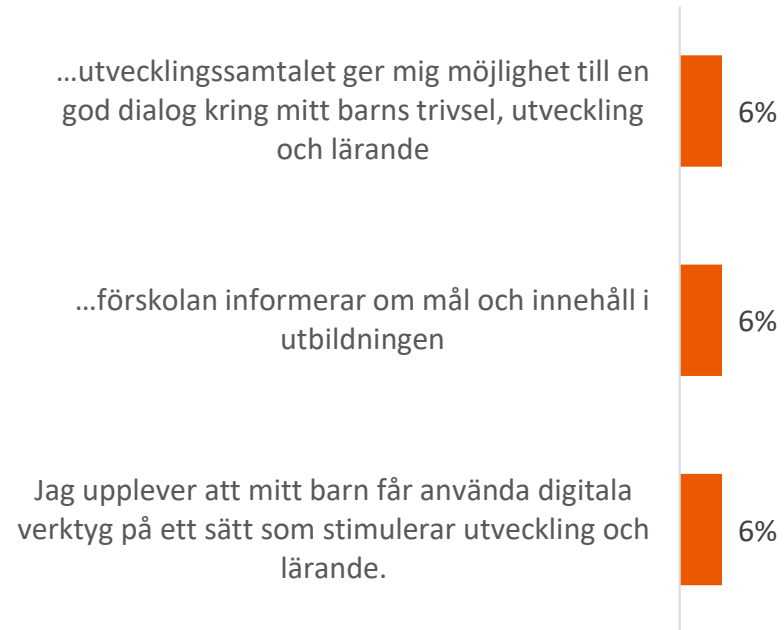 ...utvecklingssamtalet ger mig möjlighet till en
god dialog kring mitt barns trivsel, utveckling
och lärande
6%
...förskolan informerar om mål och innehåll i
utbildningen
6%
Jag upplever att mitt barn får använda digitala
verktyg på ett sätt som stimulerar utveckling och
lärande.
6%